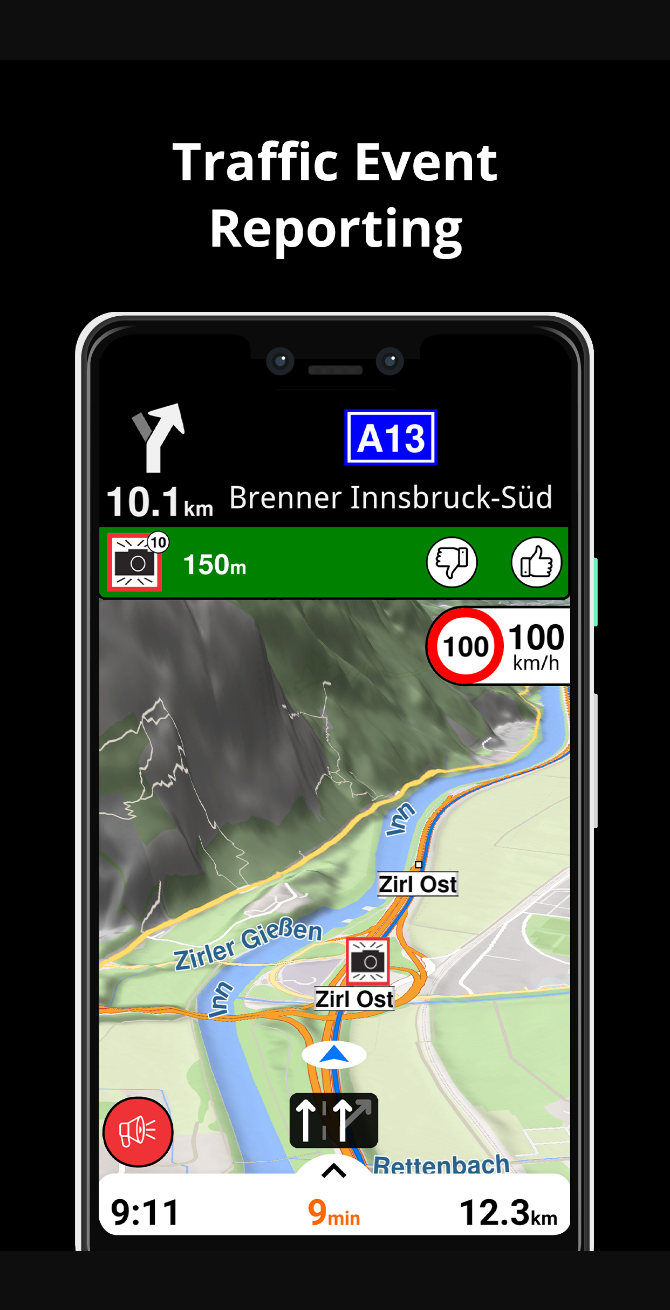 Traffic Event
Reporting
A13
10.1km Brenner Innsbruck-Süd
10
150m
100 100
km/h
Inn
Zirl Ost
Zirler Gießen
Inn
Zirl Ost
Rettenbach
9:11 9min 12.3km